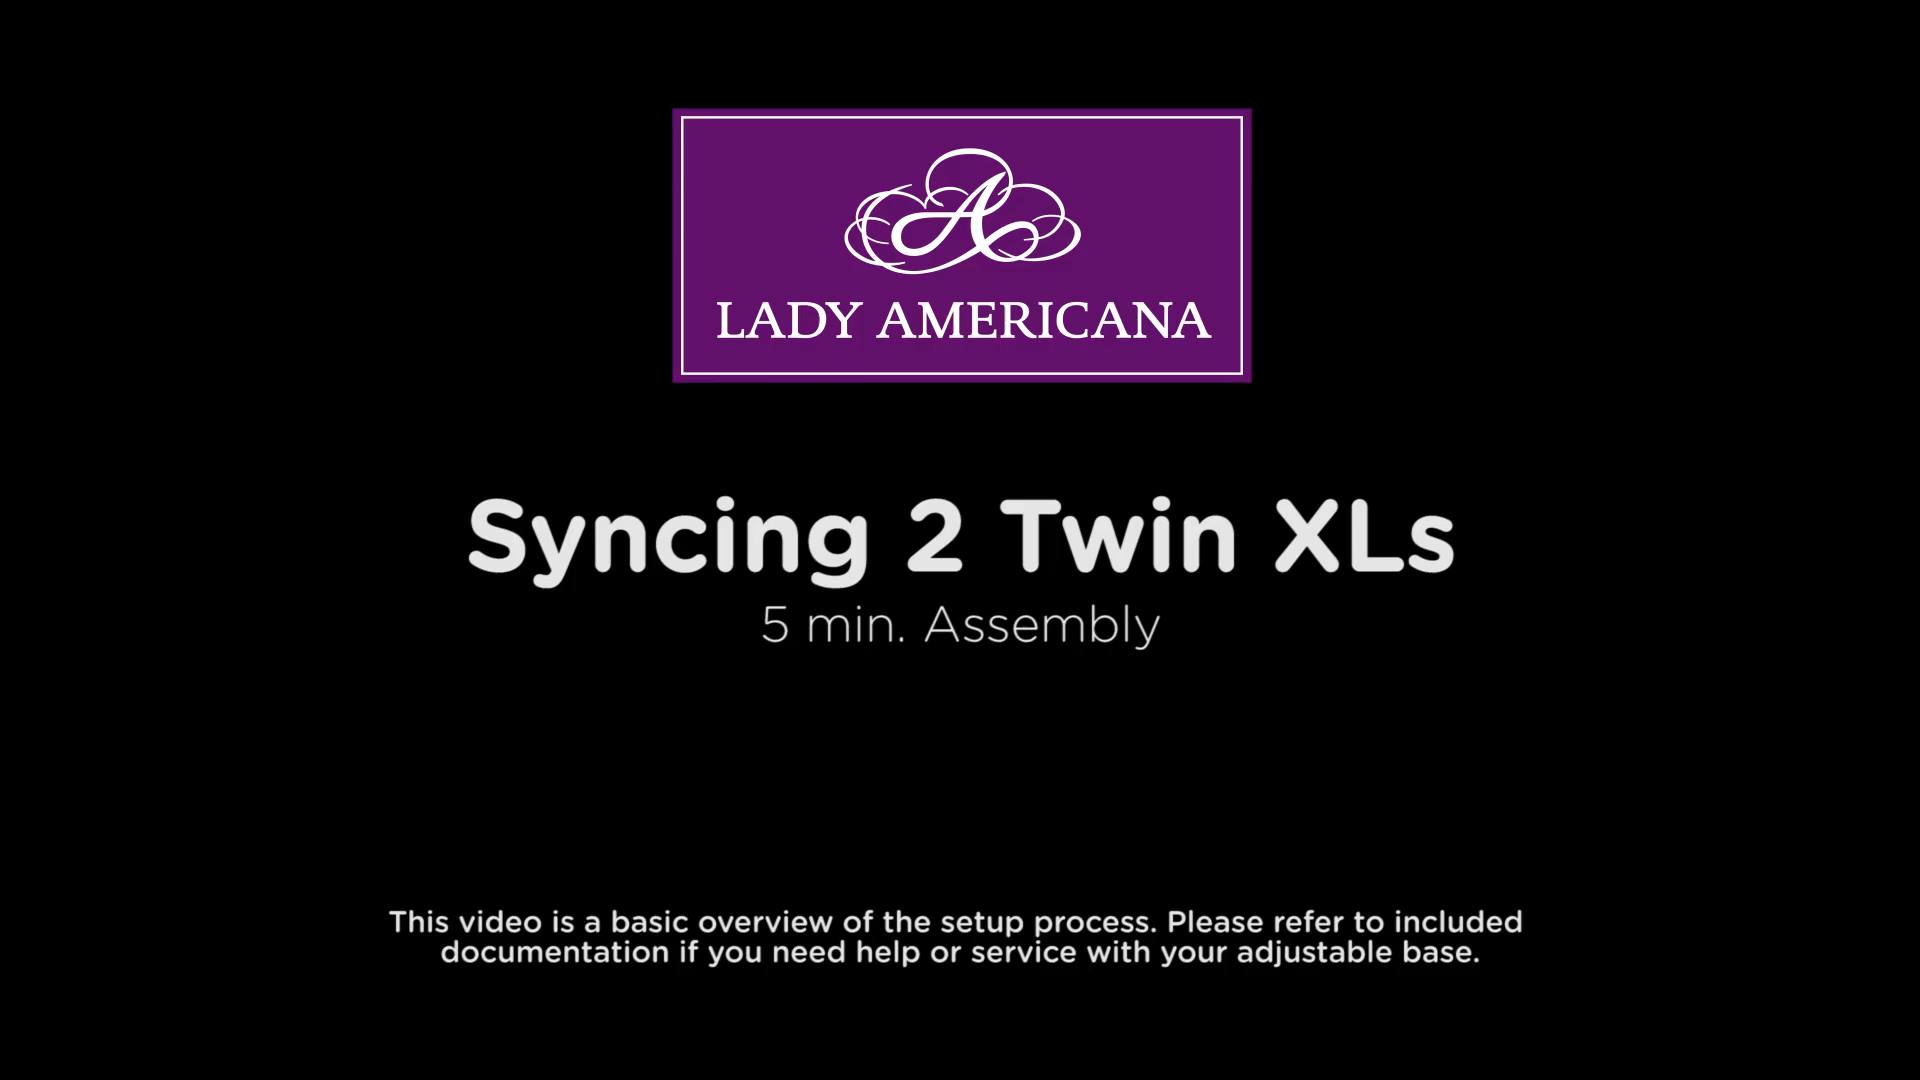 A
LADY AMERICANA
Syncing 2 Twin XLs
5 min. Assembly
This video is a basic overview of the setup process. Please refer to included
documentation if you need help or service with your adjustable base.